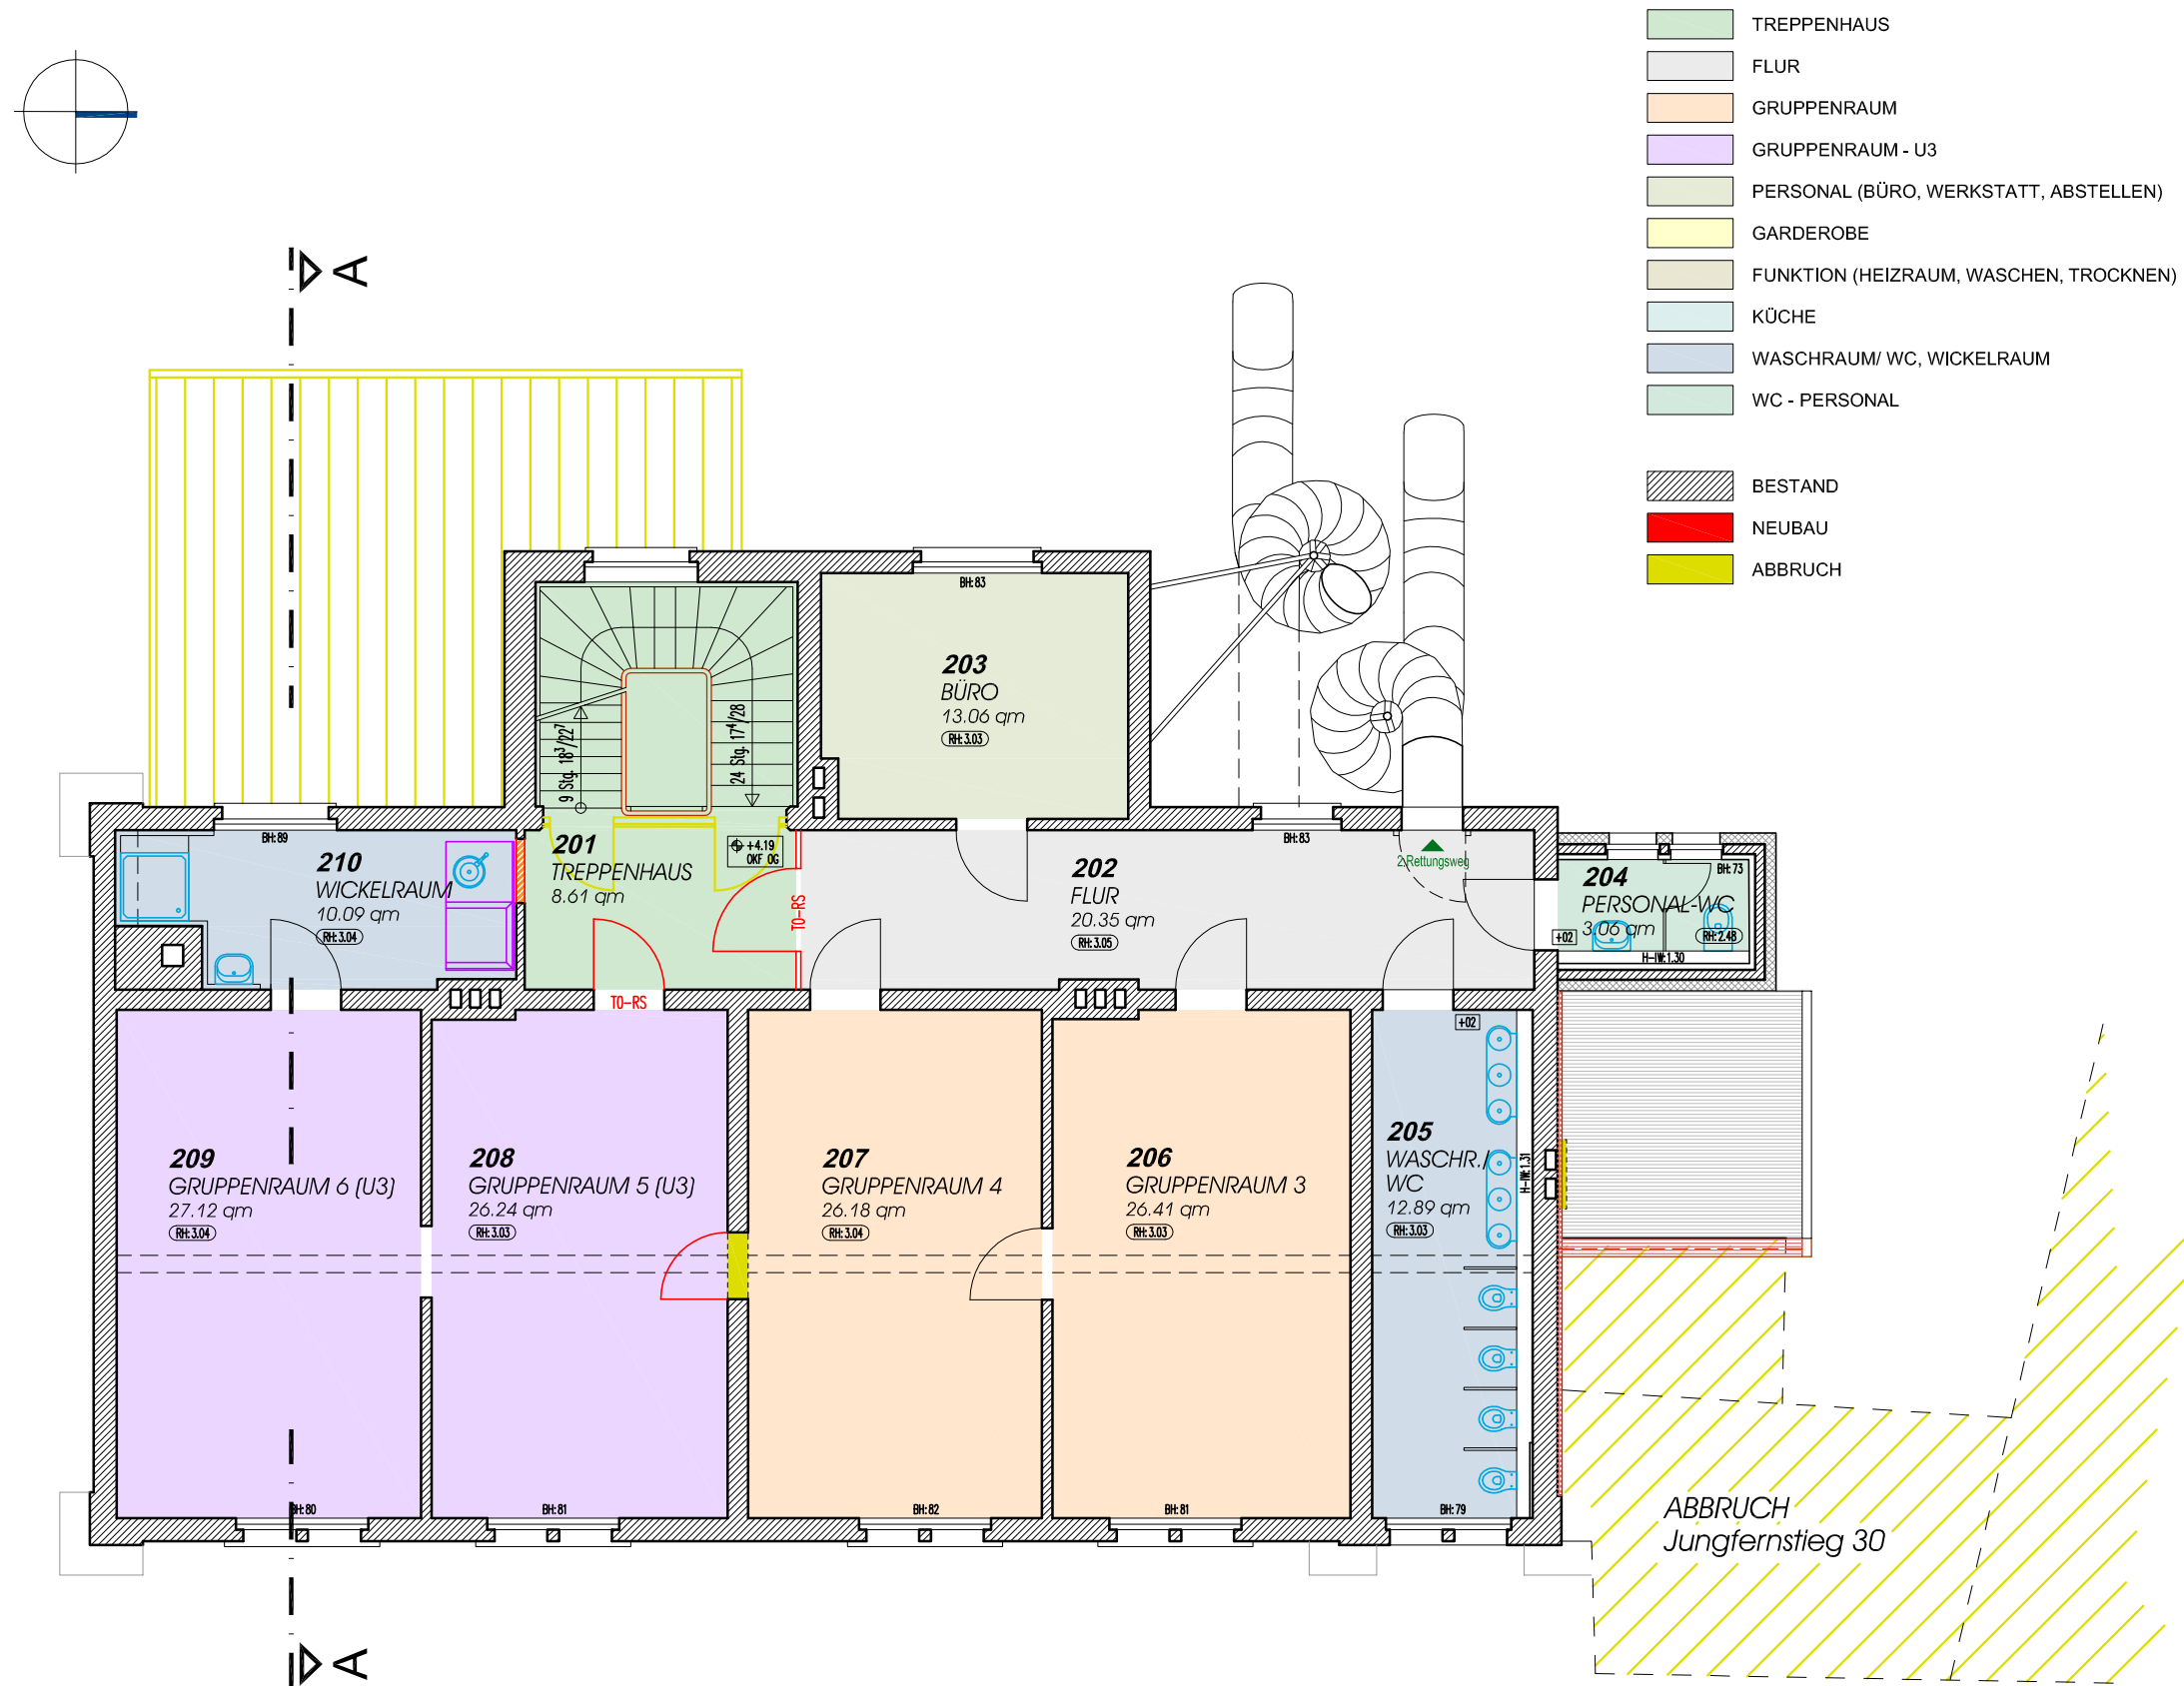 TREPPENHAUS
FLUR
GRUPPENRAUM
GRUPPENRAUM - U3
PERSONAL (BÜRO, WERKSTATT, ABSTELLEN)
GARDEROBE
FUNKTION (HEIZRAUM, WASCHEN, TROCKNEN)
KÜCHE
WASCHRAUM/ WC, WICKELRAUM
WC - PERSONAL
BESTAND
NEUBAU
ABBRUCH
A
BH: 83
203
BÜRO
13.06 qm
RH: 3.03
9 Stg. 18³/22⁷
24 Stg. 17⁴/28
BH: 89
210
WICKELRAUM
10.09 qm
RH: 3.04
201
TREPPENHAUS
8.61 qm
+4.19
OKF OG
T0-RS
T0-RS
202
FLUR
20.35 qm
RH: 3.05
BH: 83
2.Rettungsweg
204
PERSONAL-WC
3.06 qm
RH: 2.48
BH: 73
+02
H-IW: 1.30
209
GRUPPENRAUM 6 (U3)
27.12 qm
RH: 3.04
208
GRUPPENRAUM 5 (U3)
26.24 qm
RH: 3.03
207
GRUPPENRAUM 4
26.18 qm
RH: 3.04
206
GRUPPENRAUM 3
26.41 qm
RH: 3.03
+02
205
WASCHR./
WC
12.89 qm
RH: 3.03
H-IW: 1.31
BH: 80
BH: 81
BH: 82
BH: 81
BH: 79
ABBRUCH
Jungfernstieg 30
A